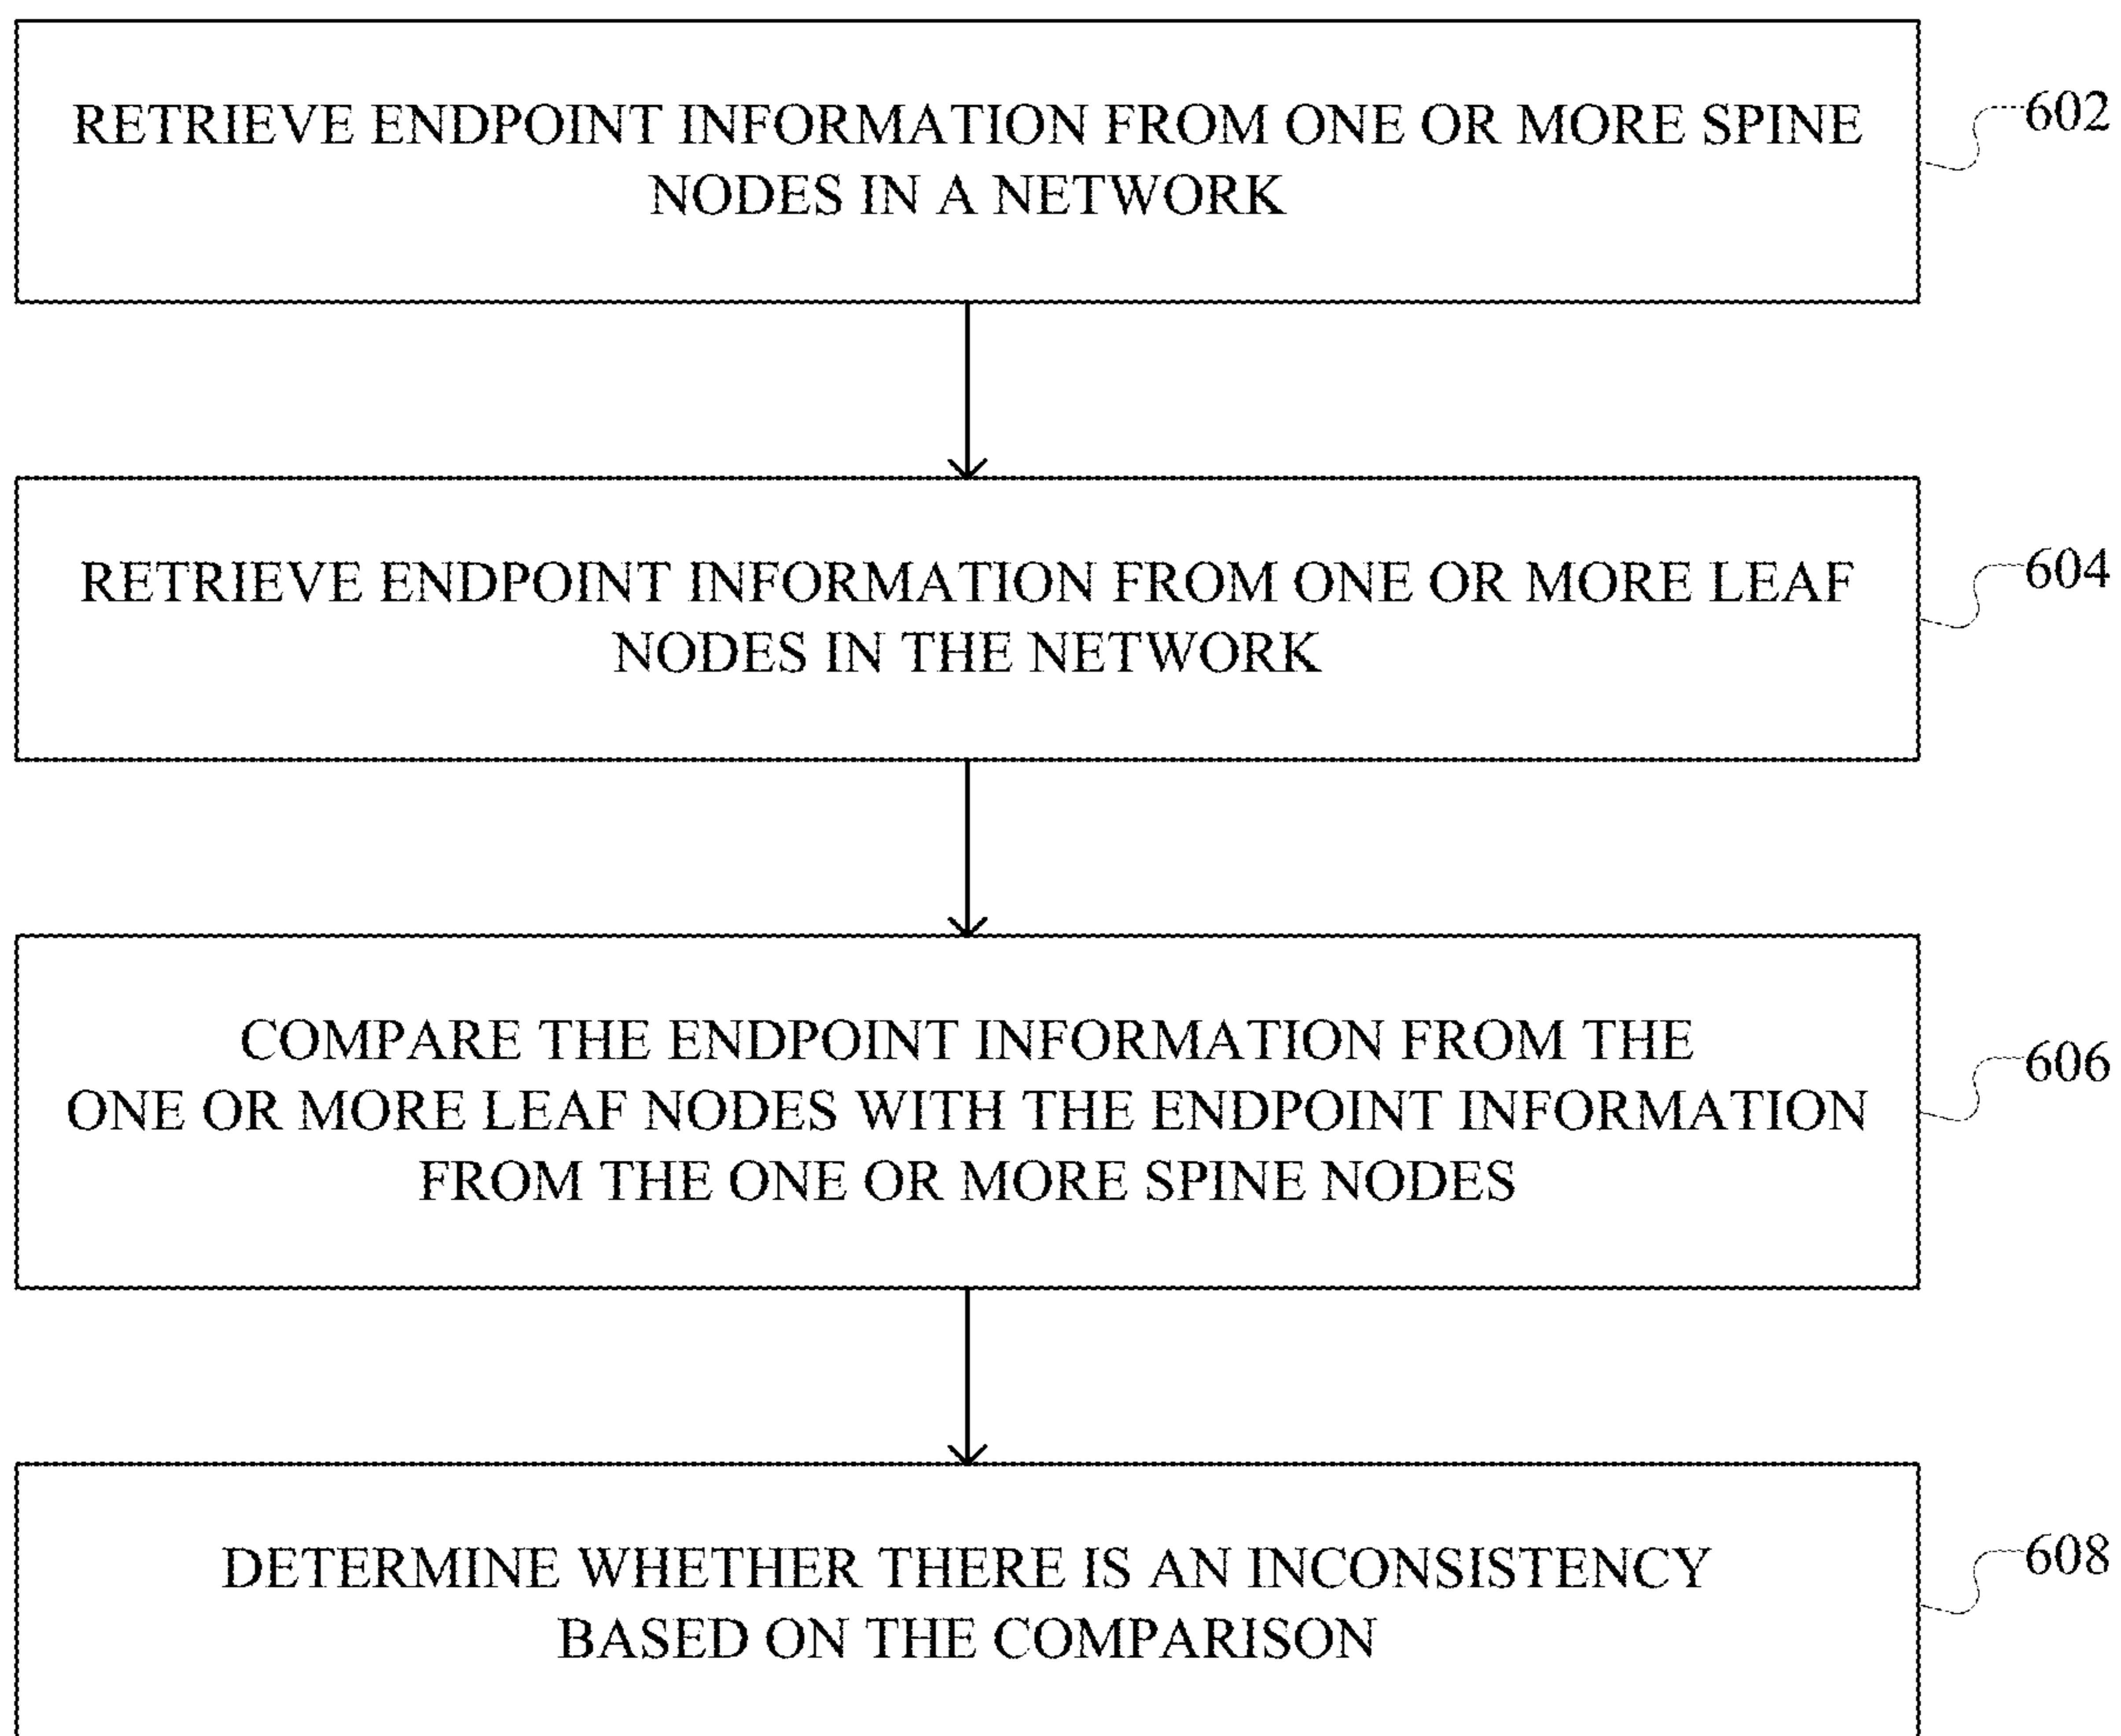 RETRIEVE ENDPOINT INFORMATION FROM ONE OR MORE SPINE
NODES IN A NETWORK
602
RETRIEVE ENDPOINT INFORMATION FROM ONE OR MORE LEAF
NODES IN THE NETWORK
604
COMPARE THE ENDPOINT INFORMATION FROM THE
ONE OR MORE LEAF NODES WITH THE ENDPOINT INFORMATION
FROM THE ONE OR MORE SPINE NODES
606
DETERMINE WHETHER THERE IS AN INCONSISTENCY
BASED ON THE COMPARISON
608